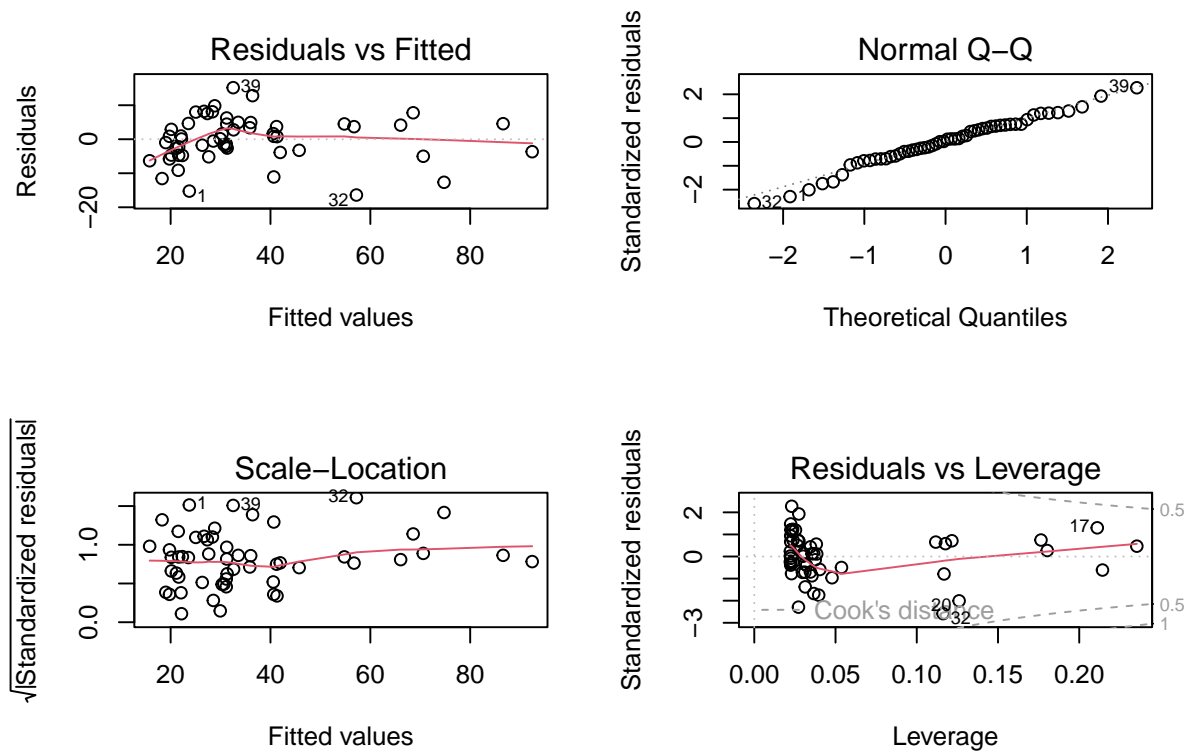 Residuals vs Fitted
Residuals
0
−20
39
1
32
20 40 60 80
Fitted values
Normal Q−Q
Standardized residuals
2
0
−2
39
32 1
−2 −1 0 1 2
Theoretical Quantiles
Scale−Location
√|Standardized residuals|
1.0
0.0
1
39
32
20 40 60 80
Fitted values
Residuals vs Leverage
Standardized residuals
2
0
−3
0.5
17
20
Cook's distance
32
0.5
1
0.00 0.05 0.10 0.15 0.20
Leverage